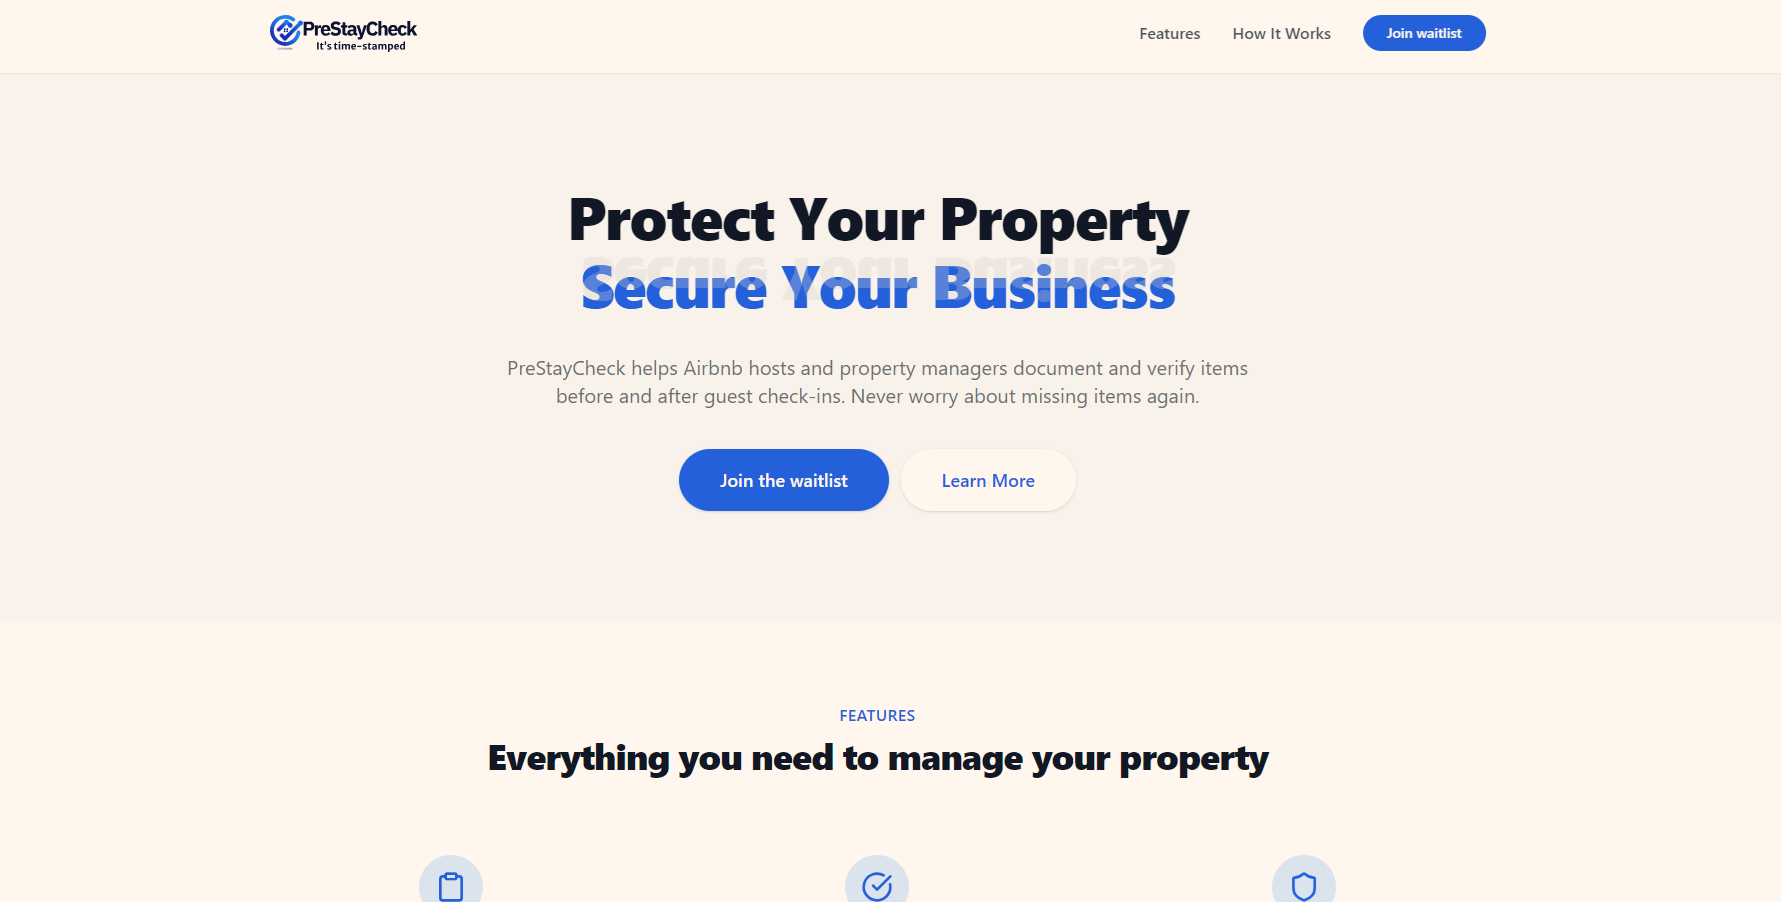 PreStayCheck
It's time-stamped
Features
How It Works
Join waitlist
Protect Your Property
Secure Your Business
PreStayCheck helps Airbnb hosts and property managers document and verify items
before and after guest check-ins. Never worry about missing items again.
Join the waitlist
Learn More
FEATURES
Everything you need to manage your property